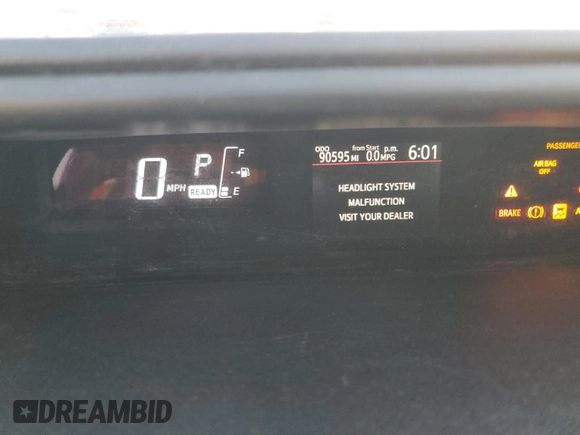 0 MPH
P
READY
F
E
ODO
90595 MI
from Start
0.0 MPG
p.m.
6:01
HEADLIGHT SYSTEM
MALFUNCTION
VISIT YOUR DEALER
PASSENGER
AIR BAG
OFF
BRAKE
DREAMBID